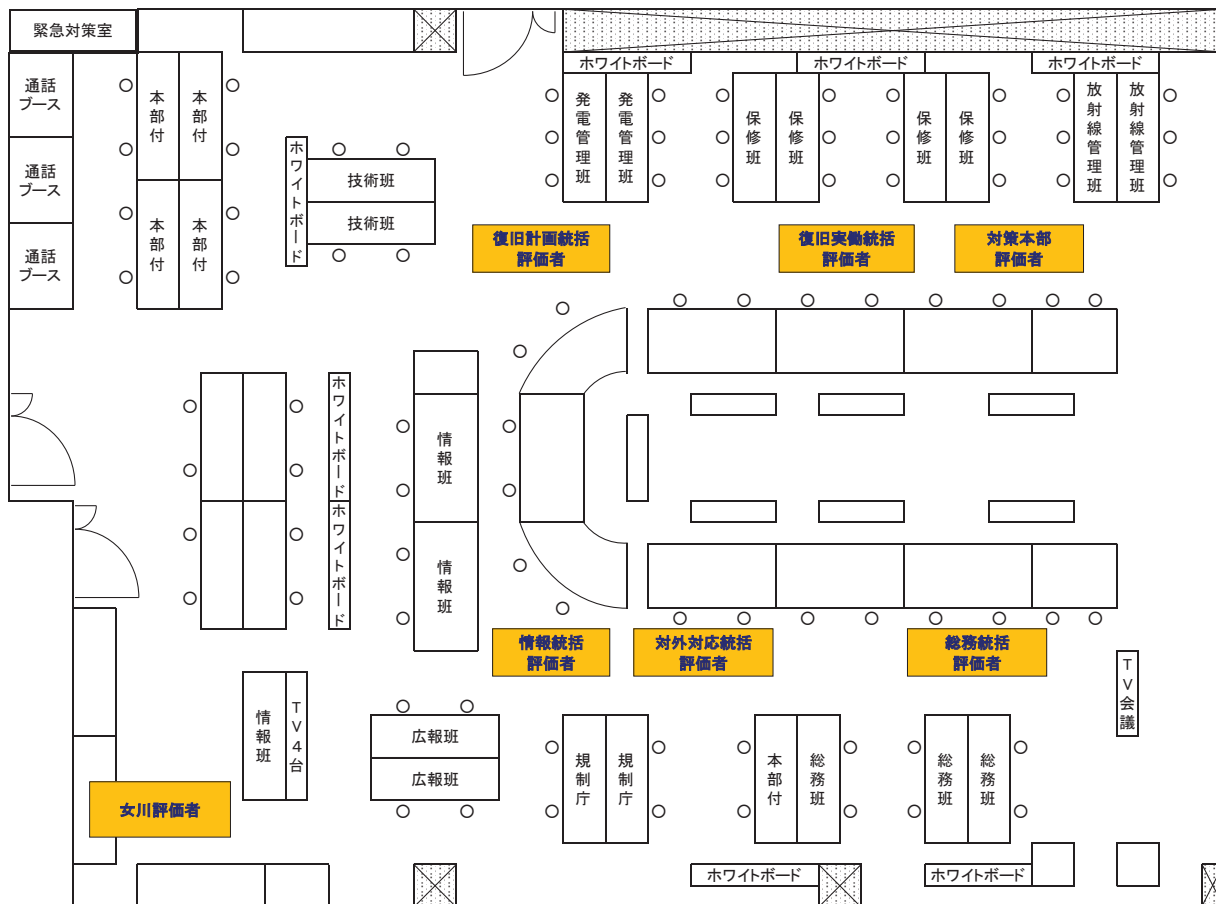 緊急対策室
通話
ブース
通話
ブース
通話
ブース
本部付
本部付
本部付
本部付
ホワイトボード
技術班
技術班
ホワイトボード
ホワイトボード
ホワイトボード
発電管理班
発電管理班
保修班
保修班
保修班
保修班
放射線管理班
放射線管理班
復旧計画統括
評価者
復旧実働統括
評価者
対策本部
評価者
ホワイトボード
ホワイトボード
情報班
情報班
情報統括
評価者
対外対応統括
評価者
総務統括
評価者
TV会議
情報班
TV4台
広報班
広報班
規制庁
規制庁
本部付
総務班
総務班
総務班
女川評価者
ホワイトボード
ホワイトボード